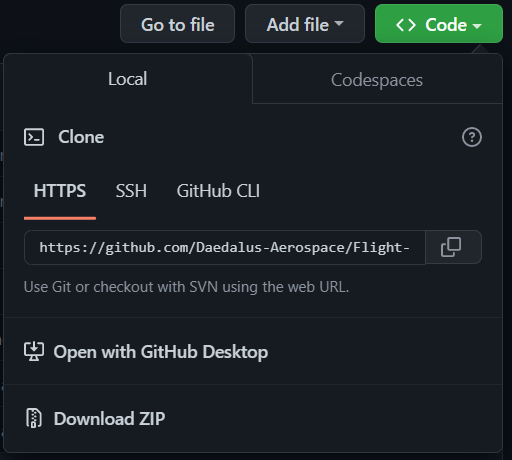 Go to file Add file Code
Local Codespaces
Clone
HTTPS SSH GitHub CLI
https://github.com/Daedalus-Aerospace/Flight-
Use Git or checkout with SVN using the web URL.
Open with GitHub Desktop
Download ZIP